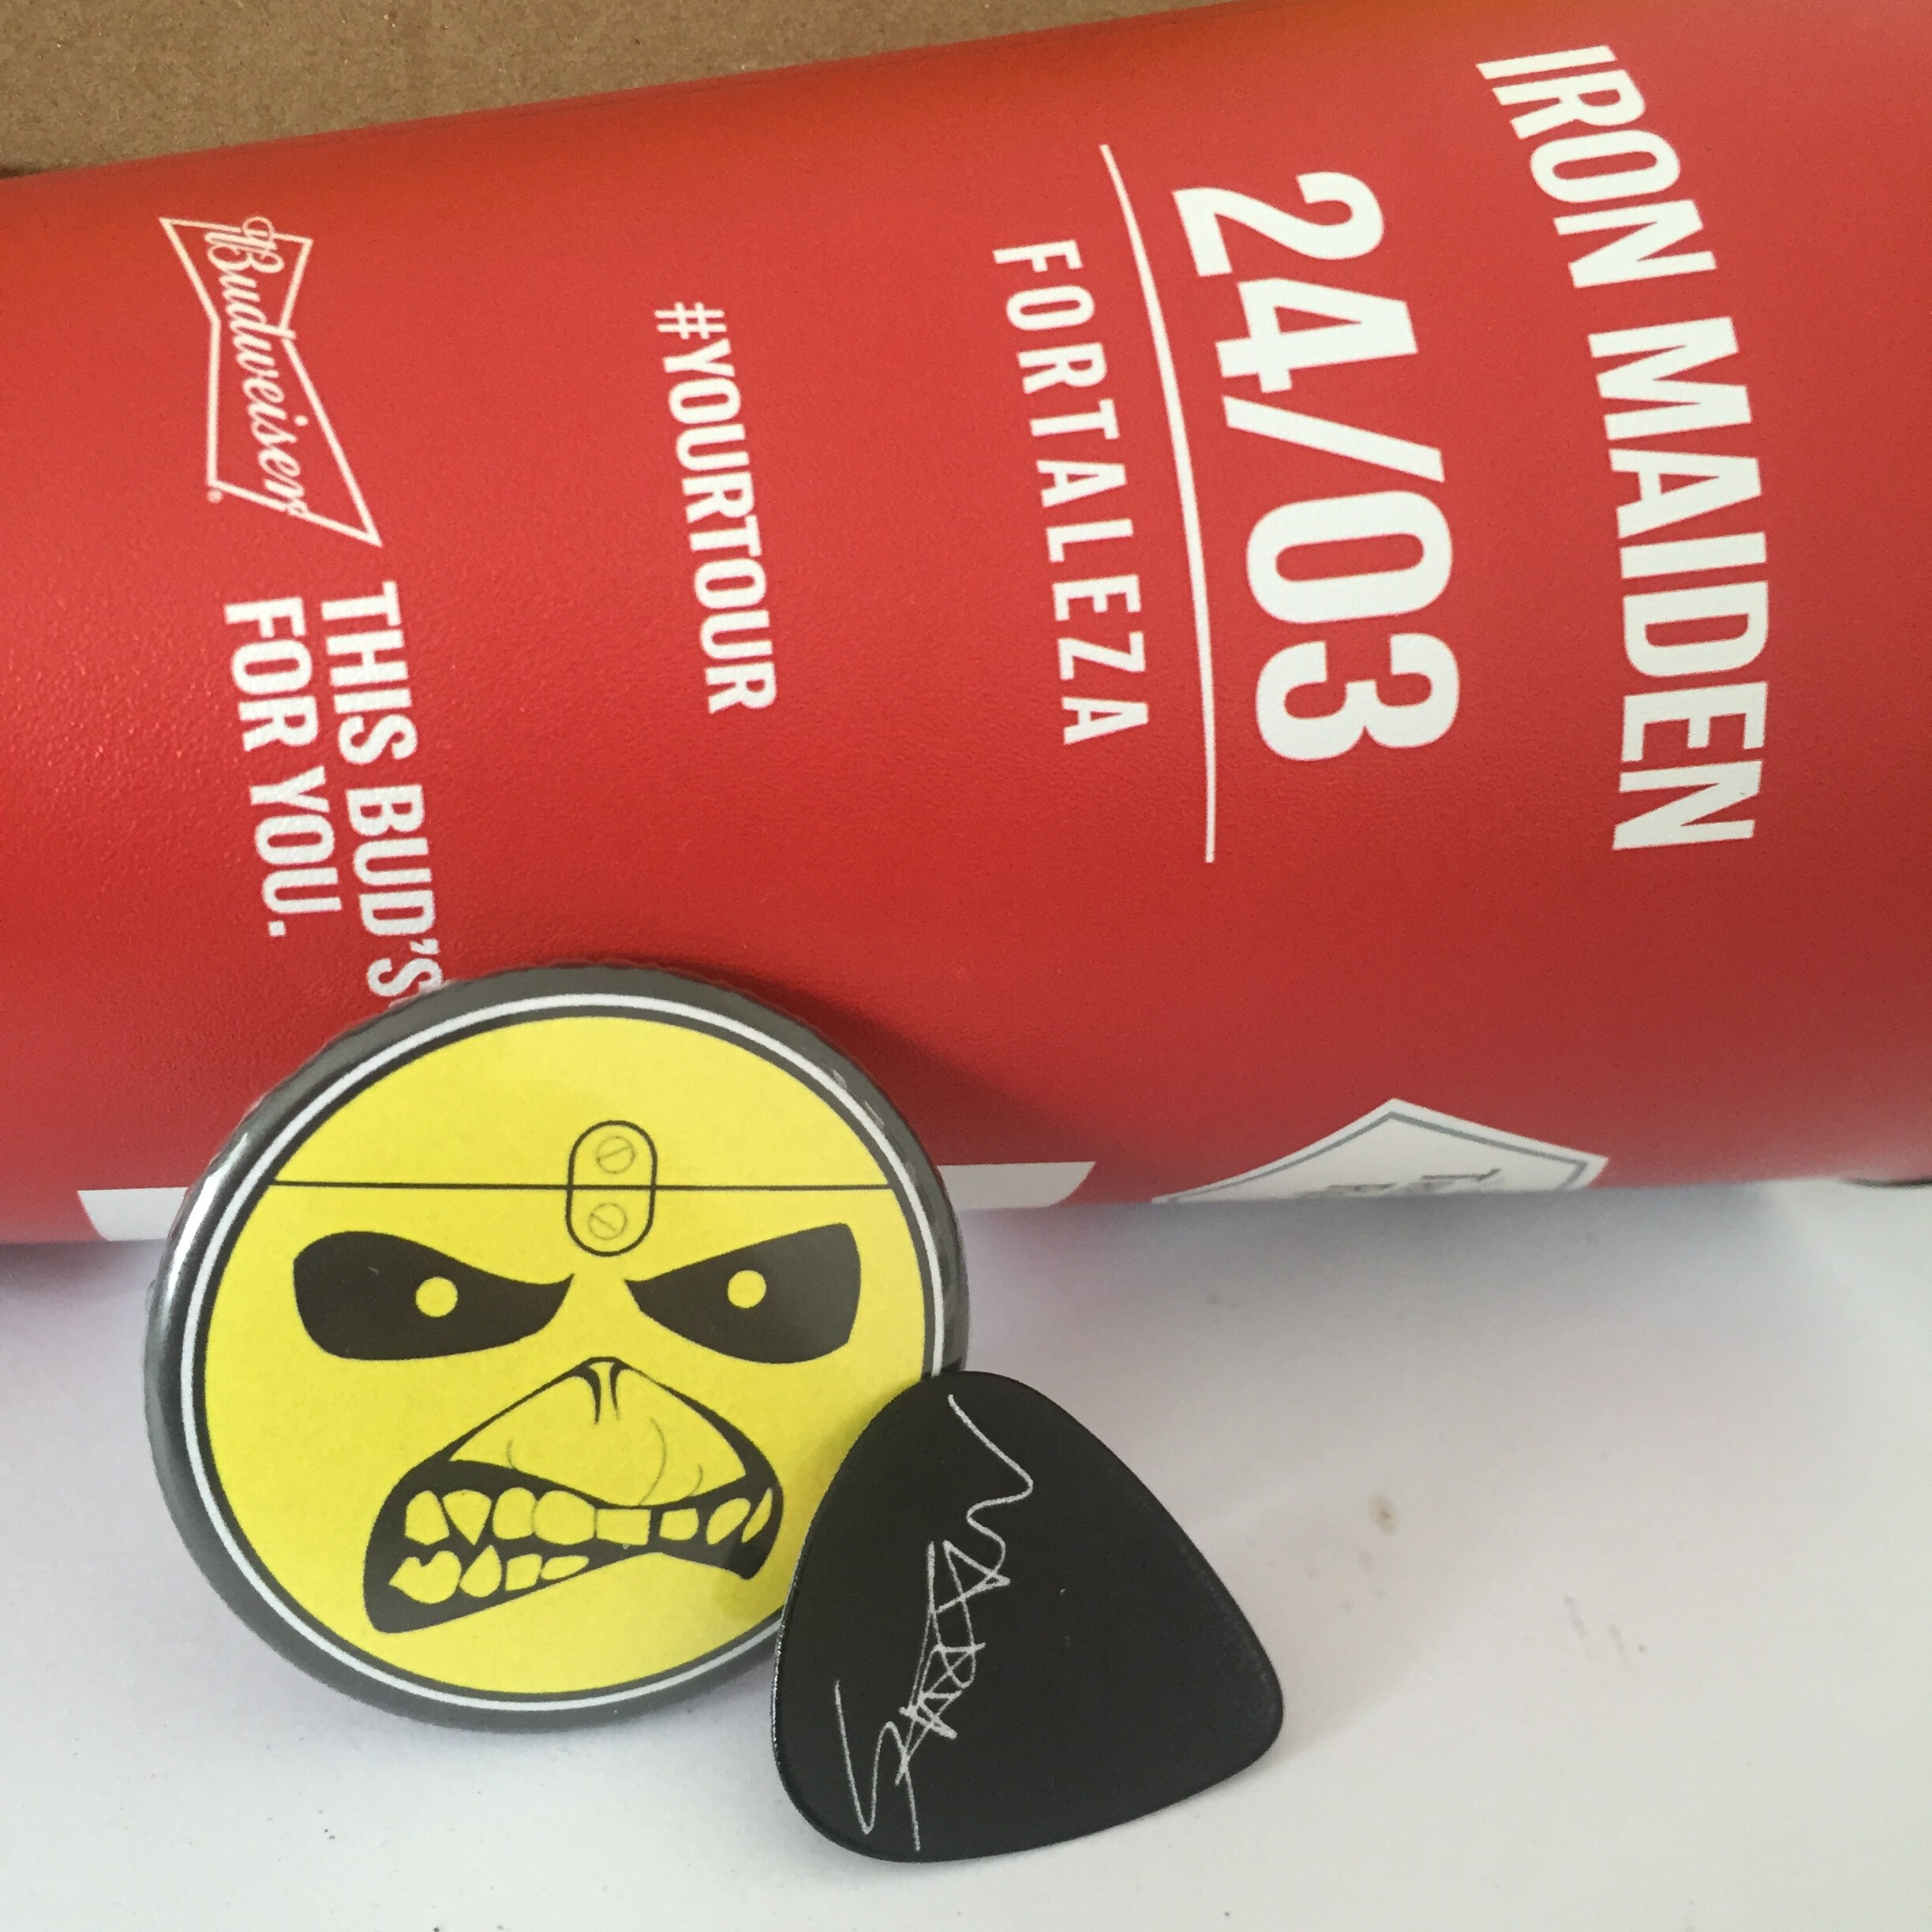 IRON MAIDEN
24/03
FORTALEZA
#YOURTOUR
Budweiser®
THIS BUD'S
FOR YOU.